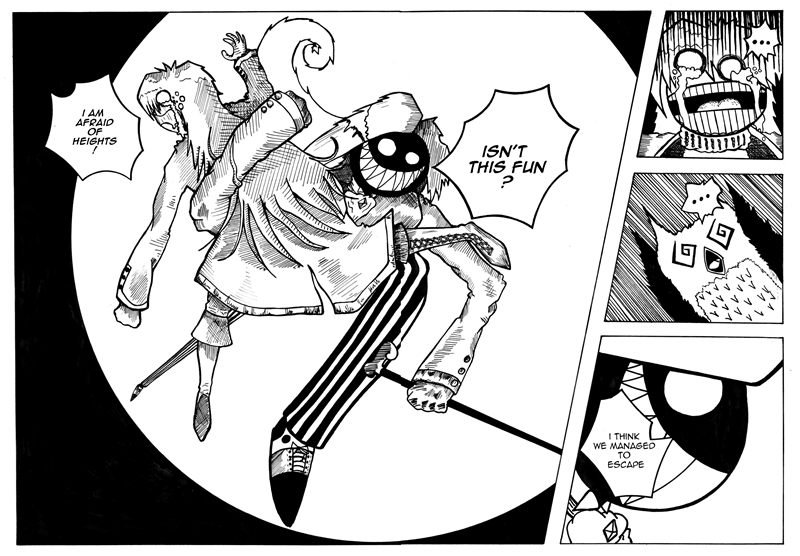 I AM
AFRAID
OF
HEIGHTS
!
ISN'T
THIS FUN
?
...
...
I THINK
WE MANAGED
TO
ESCAPE